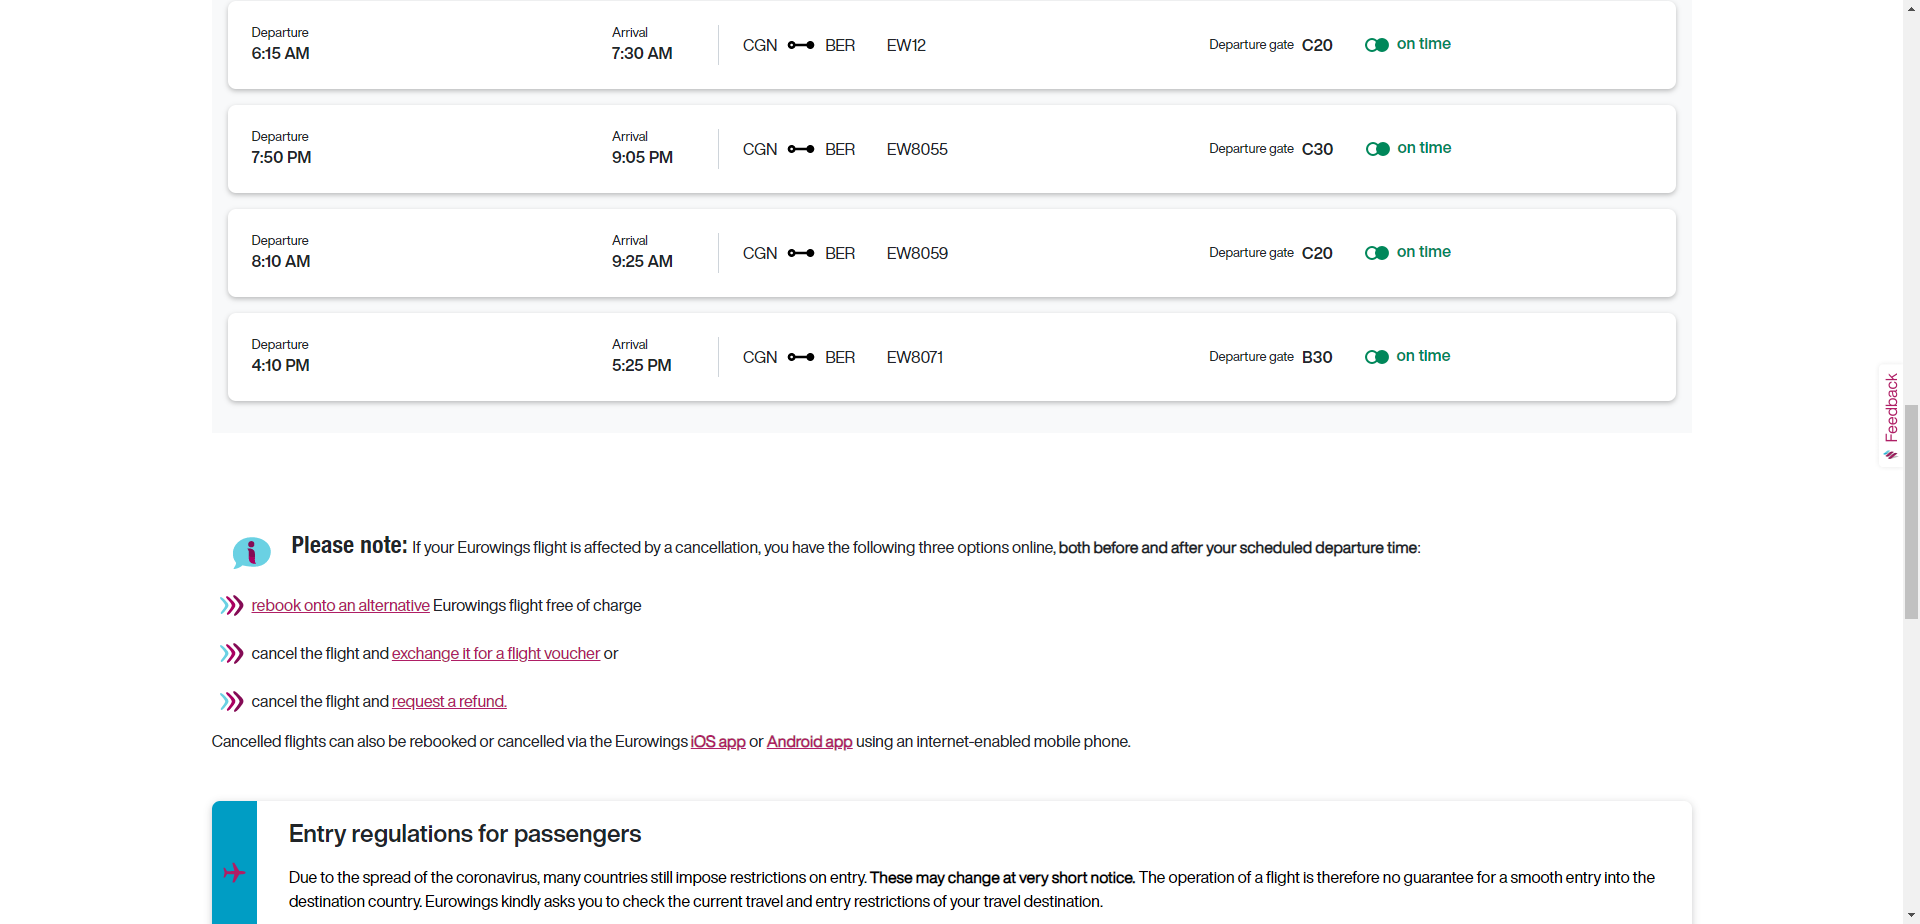 Departure Arrival
6:15 AM 7:30 AM CGN BER EW12 Departure gate C20 on time
Departure Arrival
7:50 PM 9:05 PM CGN BER EW8055 Departure gate C30 on time
Departure Arrival
8:10 AM 9:25 AM CGN BER EW8059 Departure gate C20 on time
Departure Arrival
4:10 PM 5:25 PM CGN BER EW8071 Departure gate B30 on time
Feedback
Please note: If your Eurowings flight is affected by a cancellation, you have the following three options online, both before and after your scheduled departure time:
rebook onto an alternative Eurowings flight free of charge
cancel the flight and exchange it for a flight voucher or
cancel the flight and request a refund.
Cancelled flights can also be rebooked or cancelled via the Eurowings iOS app or Android app using an internet-enabled mobile phone.
Entry regulations for passengers
Due to the spread of the coronavirus, many countries still impose restrictions on entry. These may change at very short notice. The operation of a flight is therefore no guarantee for a smooth entry into the
destination country. Eurowings kindly asks you to check the current travel and entry restrictions of your travel destination.